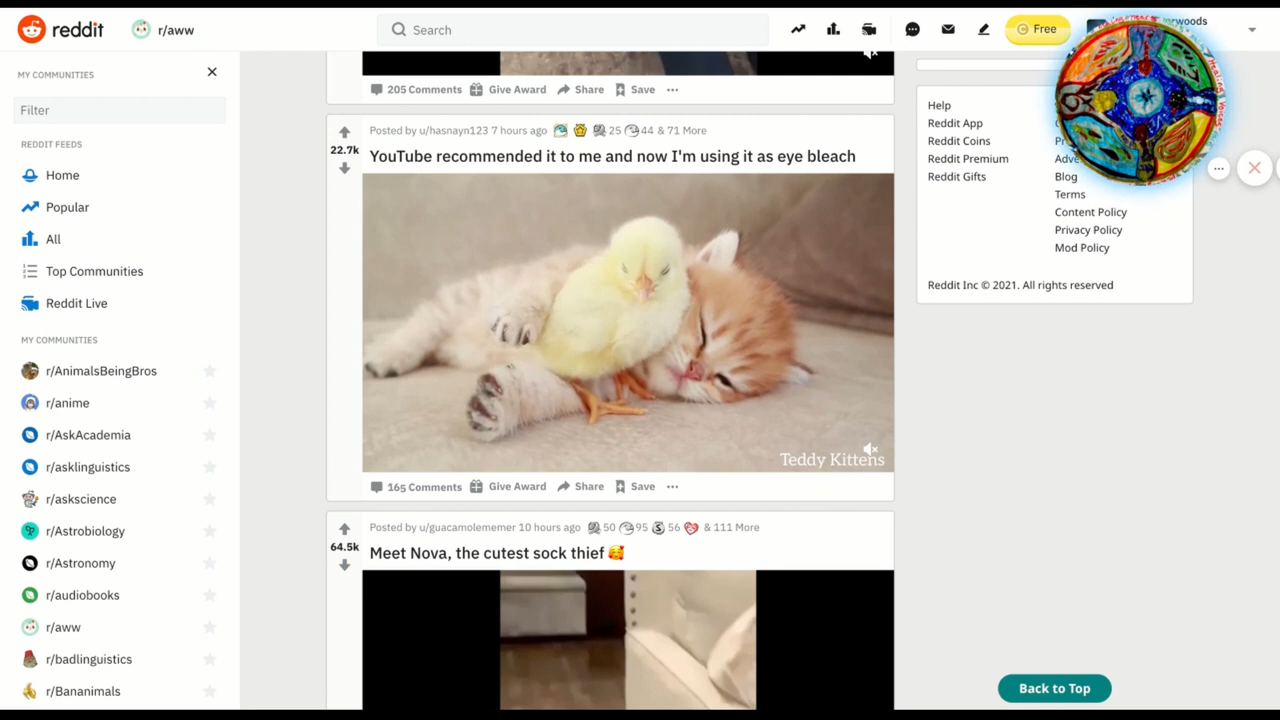 reddit
r/aww
Search
Free
woods
MY COMMUNITIES
Filter
REDDIT FEEDS
Home
Popular
All
Top Communities
Reddit Live
MY COMMUNITIES
r/AnimalsBeingBros
r/anime
r/AskAcademia
r/asklinguistics
r/askscience
r/Astrobiology
r/Astronomy
r/audiobooks
r/aww
r/badlinguistics
r/Bananimals
205 Comments Give Award Share Save
Posted by u/hasnayn123 7 hours ago 25 44 & 71 More
22.7k
YouTube recommended it to me and now I'm using it as eye bleach
Teddy Kittens
165 Comments Give Award Share Save
Posted by u/guacamolememer 10 hours ago 50 95 56 & 111 More
64.5k
Meet Nova, the cutest sock thief 🥰
Help
Reddit App
Reddit Coins
Reddit Premium
Reddit Gifts
Blog
Terms
Content Policy
Privacy Policy
Mod Policy
Reddit Inc © 2021. All rights reserved
Back to Top